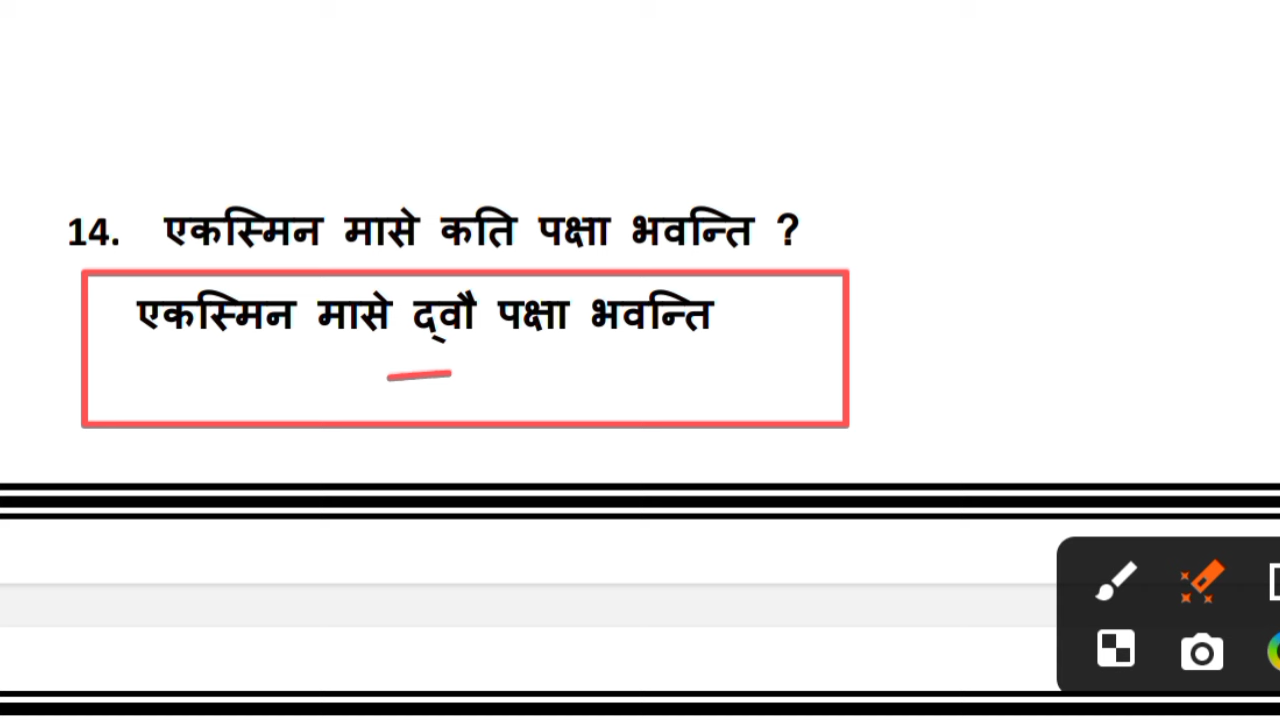 14. एकस्मिन मासे कति पक्षा भवन्ति ?
एकस्मिन मासे द्‌वौ पक्षा भवन्ति